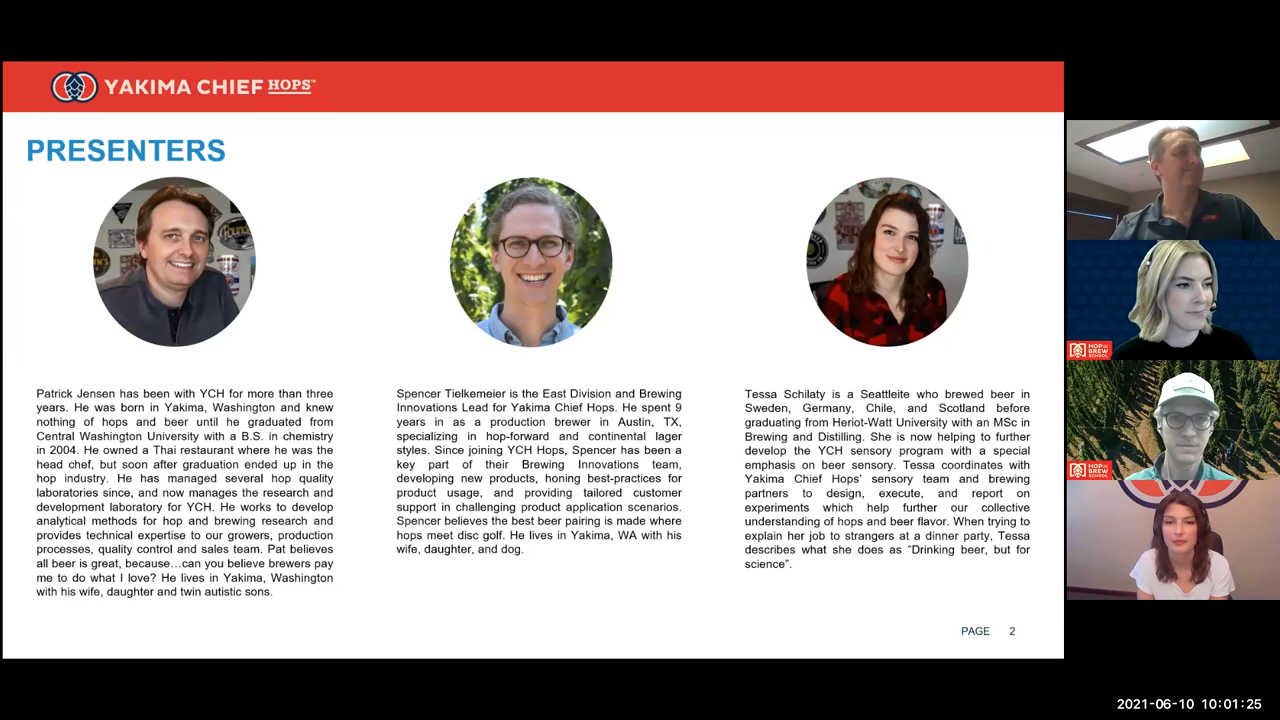 YAKIMA CHIEF HOPS™
PRESENTERS
Patrick Jensen has been with YCH for more than three
years. He was born in Yakima, Washington and knew
nothing of hops and beer until he graduated from
Central Washington University with a B.S. in chemistry
in 2004. He owned a Thai restaurant where he was the
head chef, but soon after graduation ended up in the
hop industry. He has managed several hop quality
laboratories since, and now manages the research and
development laboratory for YCH. He works to develop
analytical methods for hop and brewing research and
provides technical expertise to our growers, production
processes, quality control and sales team. Pat believes
all beer is great, because…can you believe brewers pay
me to do what I love? He lives in Yakima, Washington
with his wife, daughter and twin autistic sons.
Spencer Tielkemeier is the East Division and Brewing
Innovations Lead for Yakima Chief Hops. He spent 9
years in as a production brewer in Austin, TX,
specializing in hop-forward and continental lager
styles. Since joining YCH Hops, Spencer has been a
key part of their Brewing Innovations team,
developing new products, honing best-practices for
product usage, and providing tailored customer
support in challenging product application scenarios.
Spencer believes the best beer pairing is made where
hops meet disc golf. He lives in Yakima, WA with his
wife, daughter, and dog.
Tessa Schilaty is a Seattleite who brewed beer in
Sweden, Germany, Chile, and Scotland before
graduating from Heriot-Watt University with an MSc in
Brewing and Distilling. She is now helping to further
develop the YCH sensory program with a special
emphasis on beer sensory. Tessa coordinates with
Yakima Chief Hops’ sensory team and brewing
partners to design, execute, and report on
experiments which help further our collective
understanding of hops and beer flavor. When trying to
explain her job to strangers at a dinner party, Tessa
describes what she does as “Drinking beer, but for
science”.
PAGE 2
HOP AND BREW SCHOOL
HOP AND BREW SCHOOL
2021-06-10 10:01:25